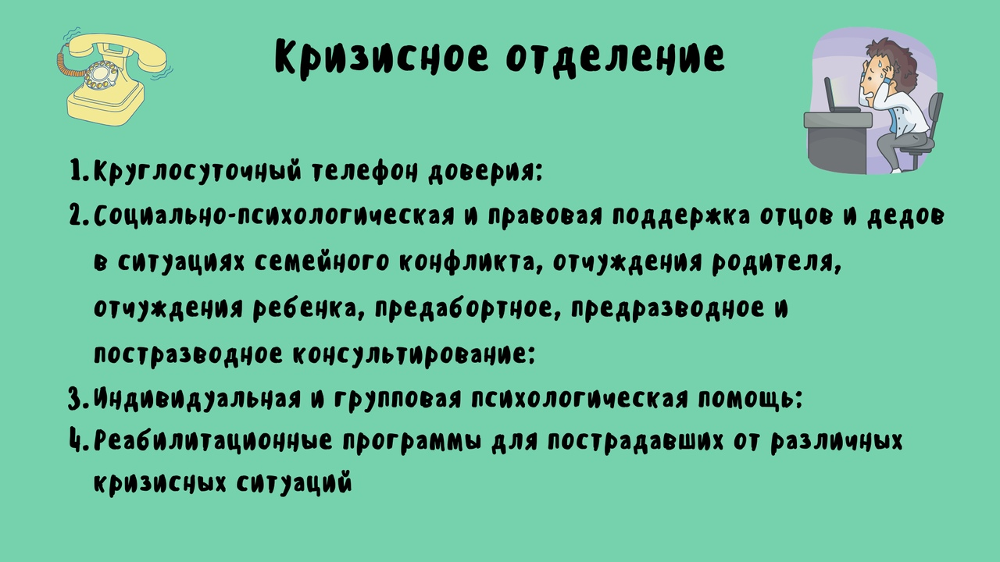 Кризисное отделение
1. Круглосуточный телефон доверия;
2. Социально-психологическая и правовая поддержка отцов и дедов
в ситуациях семейного конфликта, отчуждения родителя,
отчуждения ребенка, предабортное, предразводное и
постразводное консультирование;
3. Индивидуальная и групповая психологическая помощь;
4. Реабилитационные программы для пострадавших от различных
кризисных ситуаций